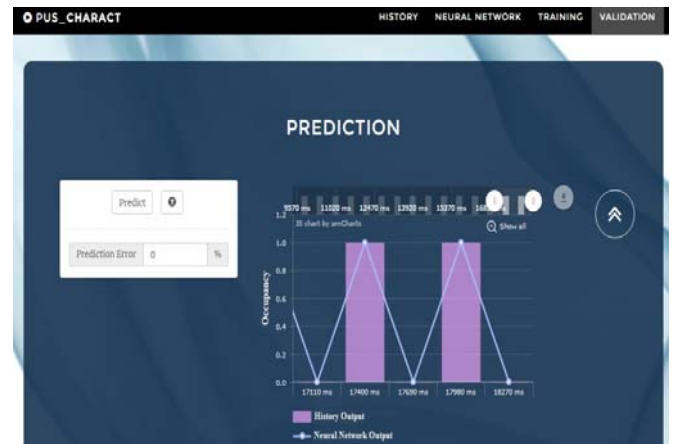 PUS_CHARACT HISTORY NEURAL NETWORK TRAINING VALIDATION
PREDICTION
Predict
Prediction Error 0 %
9570 ms 11020 ms 12470 ms 13920 ms 15370 ms
JS chart by amCharts
Show all
Occupancy
1.2
1.0
0.8
0.6
0.4
0.2
0.0
17110 ms 17400 ms 17690 ms 17980 ms 18270 ms
History Output
Neural Network Output